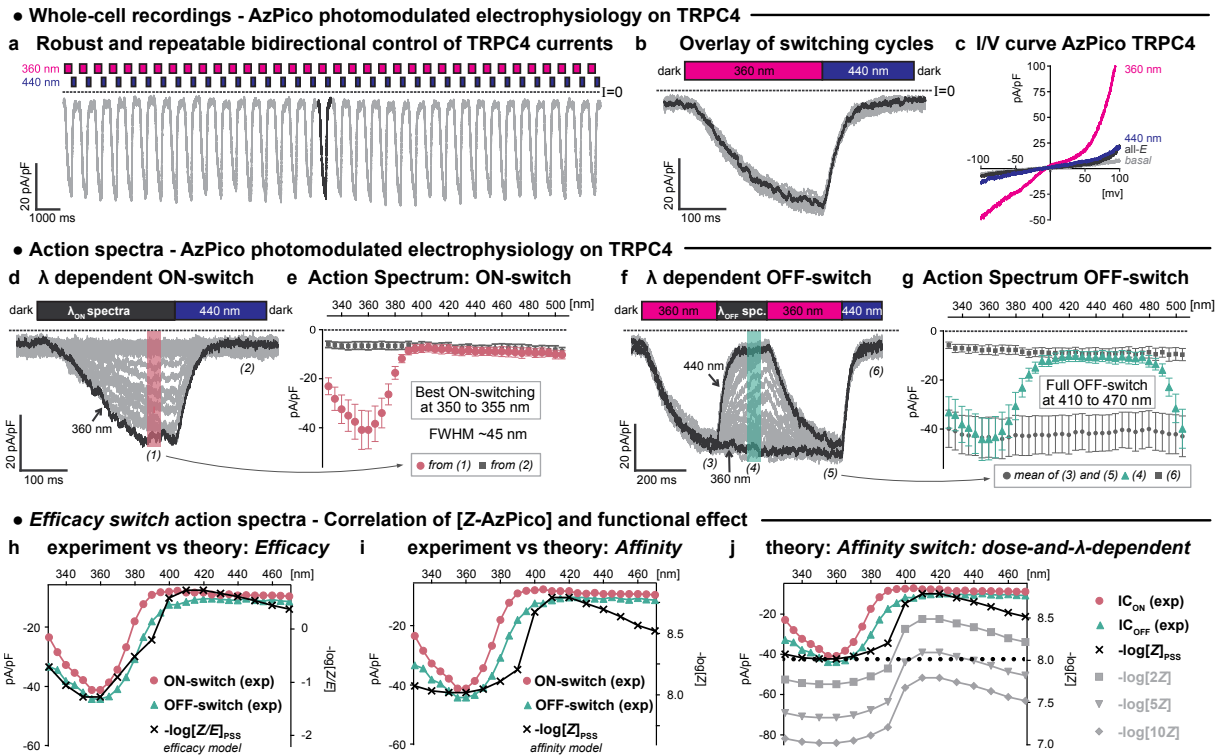 • Whole-cell recordings - AzPico photomodulated electrophysiology on TRPC4
a Robust and repeatable bidirectional control of TRPC4 currents
360 nm
440 nm
I=0
20 pA/pF
1000 ms
b Overlay of switching cycles
dark 360 nm 440 nm dark
I=0
20 pA/pF
100 ms
c I/V curve AzPico TRPC4
pA/pF
100
75
50
25
-25
-50
-100 -50 50 100
[mv]
360 nm
440 nm
all-E
basal
• Action spectra - AzPico photomodulated electrophysiology on TRPC4
d λ dependent ON-switch
dark λON spectra 440 nm
360 nm
(1)
(2)
20 pA/pF
100 ms
e Action Spectrum: ON-switch
340 360 380 400 420 440 460 480 500 [nm]
0
-20
-40
pA/pF
Best ON-switching
at 350 to 355 nm
FWHM ~45 nm
from (1) from (2)
f λ dependent OFF-switch
dark 360 nm λOFF spc. 360 nm 440 nm
440 nm
(6)
(3) (4) (5)
360 nm
20 pA/pF
200 ms
g Action Spectrum OFF-switch
340 360 380 400 420 440 460 480 500 [nm]
0
-20
-40
pA/pF
Full OFF-switch
at 410 to 470 nm
mean of (3) and (5) (4) (6)
• Efficacy switch action spectra - Correlation of [Z-AzPico] and functional effect
h experiment vs theory: Efficacy
340 360 380 400 420 440 460 [nm]
-20
-40
-60
pA/pF
0
-1
-2
-log[Z/E]
ON-switch (exp)
OFF-switch (exp)
-log[Z/E]PSS
efficacy model
i experiment vs theory: Affinity
340 360 380 400 420 440 460 [nm]
-20
-40
-60
pA/pF
8.5
8.0
-log[Z]
ON-switch (exp)
OFF-switch (exp)
-log[Z]PSS
affinity model
j theory: Affinity switch: dose-and-λ-dependent
340 360 380 400 420 440 460 [nm]
-20
-40
-60
-80
pA/pF
8.5
8.0
7.5
7.0
-log[Z]
ICON (exp)
ICOFF (exp)
-log[Z]PSS
-log[2Z]
-log[5Z]
-log[10Z]